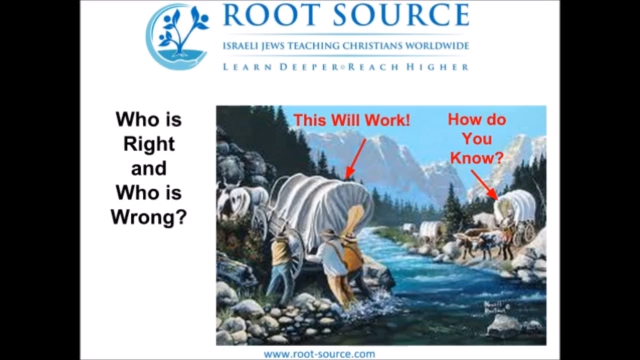 ROOT SOURCE
ISRAELI JEWS TEACHING CHRISTIANS WORLDWIDE
LEARN DEEPER REACH HIGHER
Who is
Right
and
Who is
Wrong?
This Will Work!
How do
You
Know?
www.root-source.com